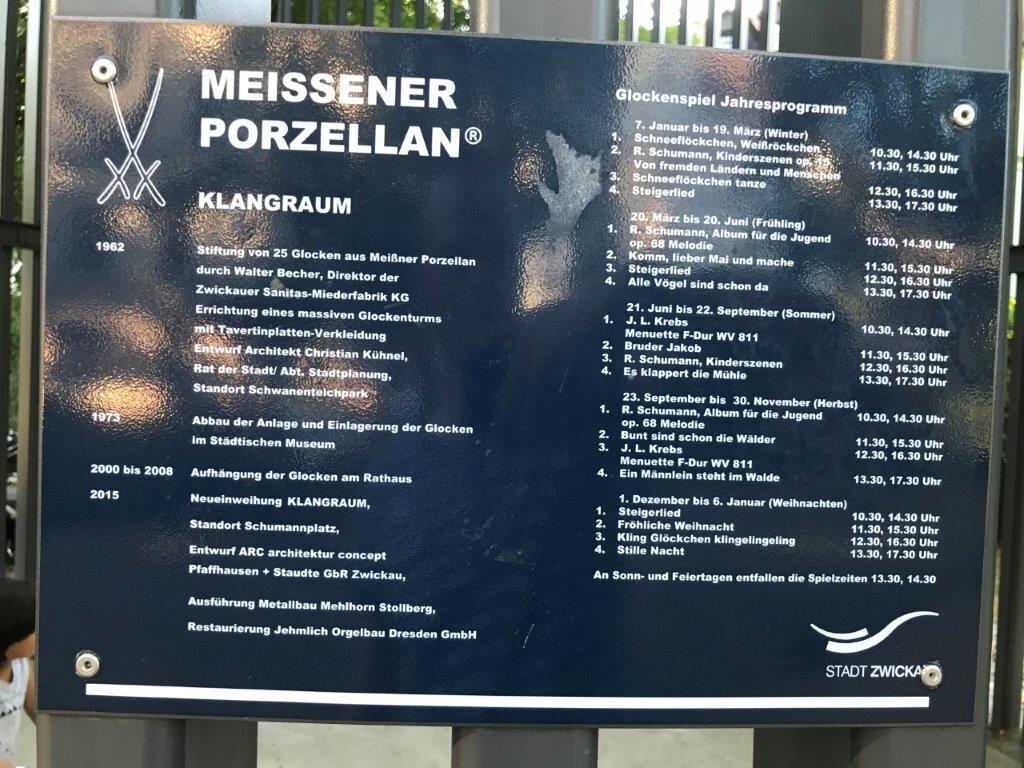 MEISSENER
PORZELLAN®
KLANGRAUM
1962 Stiftung von 25 Glocken aus Meißner Porzellan
durch Walter Becher, Direktor der
Zwickauer Sanitas-Miederfabrik KG
Errichtung eines massiven Glockenturms
mit Tavertinplatten-Verkleidung
Entwurf Architekt Christian Kühnel,
Rat der Stadt/ Abt. Stadtplanung,
Standort Schwanenteichpark
1973 Abbau der Anlage und Einlagerung der Glocken
im Städtischen Museum
2000 bis 2008 Aufhängung der Glocken am Rathaus
2015 Neueinweihung KLANGRAUM,
Standort Schumannplatz,
Entwurf ARC architektur concept
Pfaffhausen + Staudte GbR Zwickau,
Ausführung Metallbau Mehlhorn Stollberg,
Restaurierung Jehmlich Orgelbau Dresden GmbH
Glockenspiel Jahresprogramm
7. Januar bis 19. März (Winter)
1. Schneeflöckchen, Weißröckchen 10.30, 14.30 Uhr
2. R. Schumann, Kinderszenen op. 15 11.30, 15.30 Uhr
Von fremden Ländern und Menschen
3. Schneeflöckchen tanze 12.30, 16.30 Uhr
4. Steigerlied 13.30, 17.30 Uhr
20. März bis 20. Juni (Frühling)
1. R. Schumann, Album für die Jugend 10.30, 14.30 Uhr
op. 68 Melodie
2. Komm, lieber Mai und mache 11.30, 15.30 Uhr
3. Steigerlied 12.30, 16.30 Uhr
4. Alle Vögel sind schon da 13.30, 17.30 Uhr
21. Juni bis 22. September (Sommer)
1. J. L. Krebs 10.30, 14.30 Uhr
Menuette F-Dur WV 811
2. Bruder Jakob 11.30, 15.30 Uhr
3. R. Schumann, Kinderszenen 12.30, 16.30 Uhr
4. Es klappert die Mühle 13.30, 17.30 Uhr
23. September bis 30. November (Herbst)
1. R. Schumann, Album für die Jugend 10.30, 14.30 Uhr
op. 68 Melodie
2. Bunt sind schon die Wälder 11.30, 15.30 Uhr
3. J. L. Krebs 12.30, 16.30 Uhr
Menuette F-Dur WV 811
4. Ein Männlein steht im Walde 13.30, 17.30 Uhr
1. Dezember bis 6. Januar (Weihnachten)
1. Steigerlied 10.30, 14.30 Uhr
2. Fröhliche Weihnacht 11.30, 15.30 Uhr
3. Kling Glöckchen klingelingeling 12.30, 16.30 Uhr
4. Stille Nacht 13.30, 17.30 Uhr
An Sonn- und Feiertagen entfallen die Spielzeiten 13.30, 14.30
STADT ZWICKAU